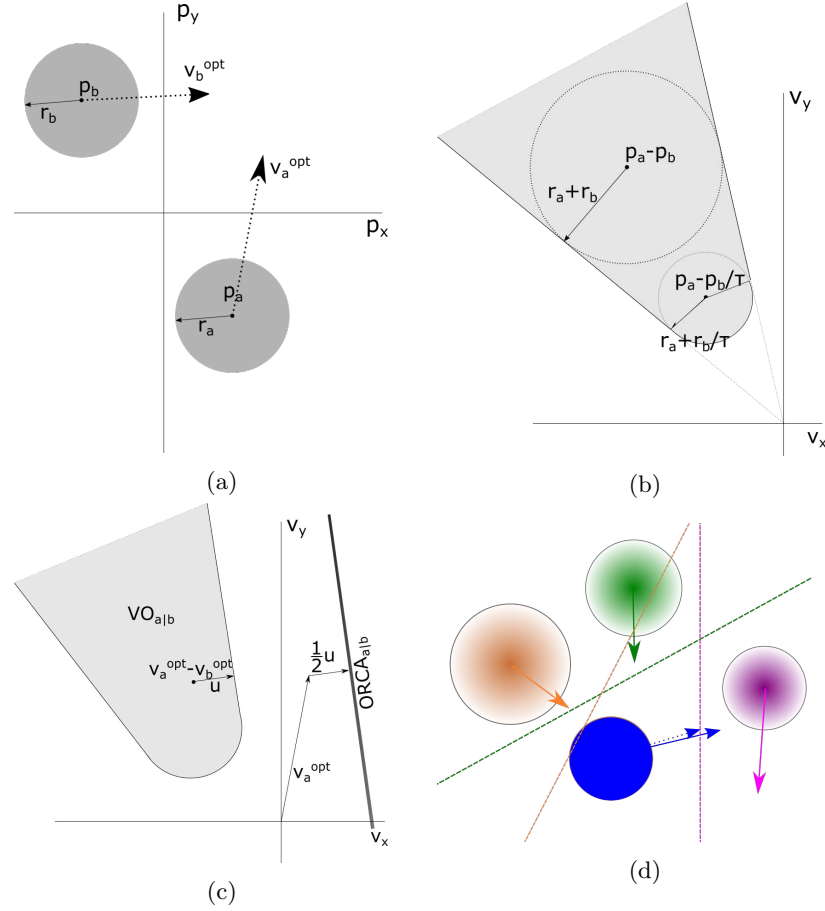 p_y
p_b
v_b^opt
r_b
v_a^opt
p_x
p_a
r_a
(a)
v_y
p_a-p_b
r_a+r_b
p_a-p_b/τ
r_a+r_b/τ
v_x
(b)
v_y
VO_a|b
v_a^opt-v_b^opt
u
½u
ORCA_a|b
v_a^opt
v_x
(c)
(d)